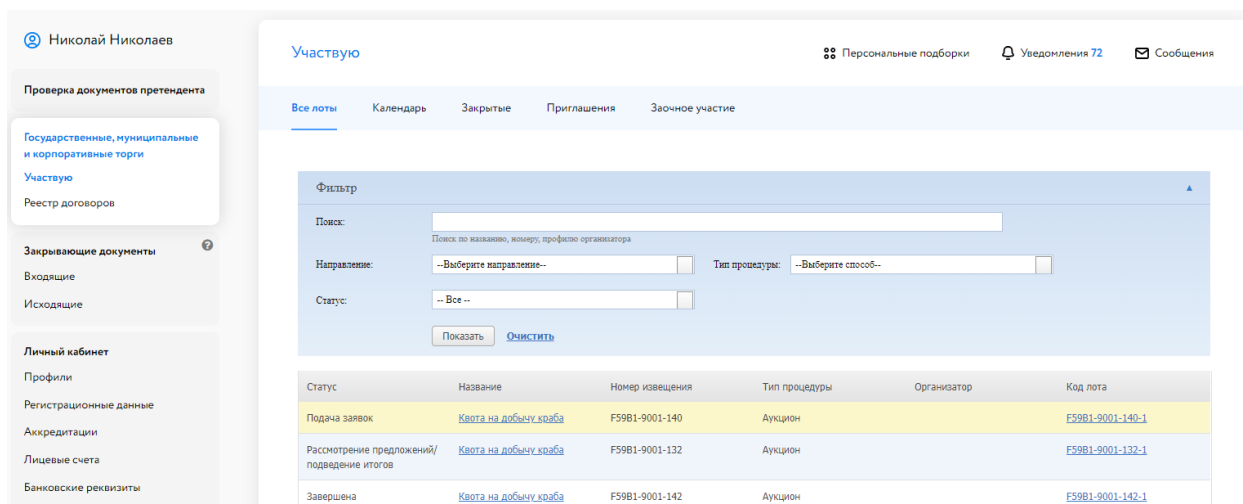 Николай Николаев
Проверка документов претендента
Государственные, муниципальные
и корпоративные торги
Участвую
Реестр договоров
Закрывающие документы
Входящие
Исходящие
Личный кабинет
Профили
Регистрационные данные
Аккредитации
Лицевые счета
Банковские реквизиты
Участвую
Персональные подборки
Уведомления 72
Сообщения
Все лоты Календарь Закрытые Приглашения Заочное участие
Фильтр
Поиск:
Поиск по названию, номеру, профилю организатора
Направление: --Выберите направление-- Тип процедуры: --Выберите способ--
Статус: -- Все --
Показать Очистить
Статус Название Номер извещения Тип процедуры Организатор Код лота
Подача заявок Квота на добычу краба F59B1-9001-140 Аукцион F59B1-9001-140-1
Рассмотрение предложений/ Квота на добычу краба F59B1-9001-132 Аукцион F59B1-9001-132-1
подведение итогов
Завершена Квота на добычу краба F59B1-9001-142 Аукцион F59B1-9001-142-1